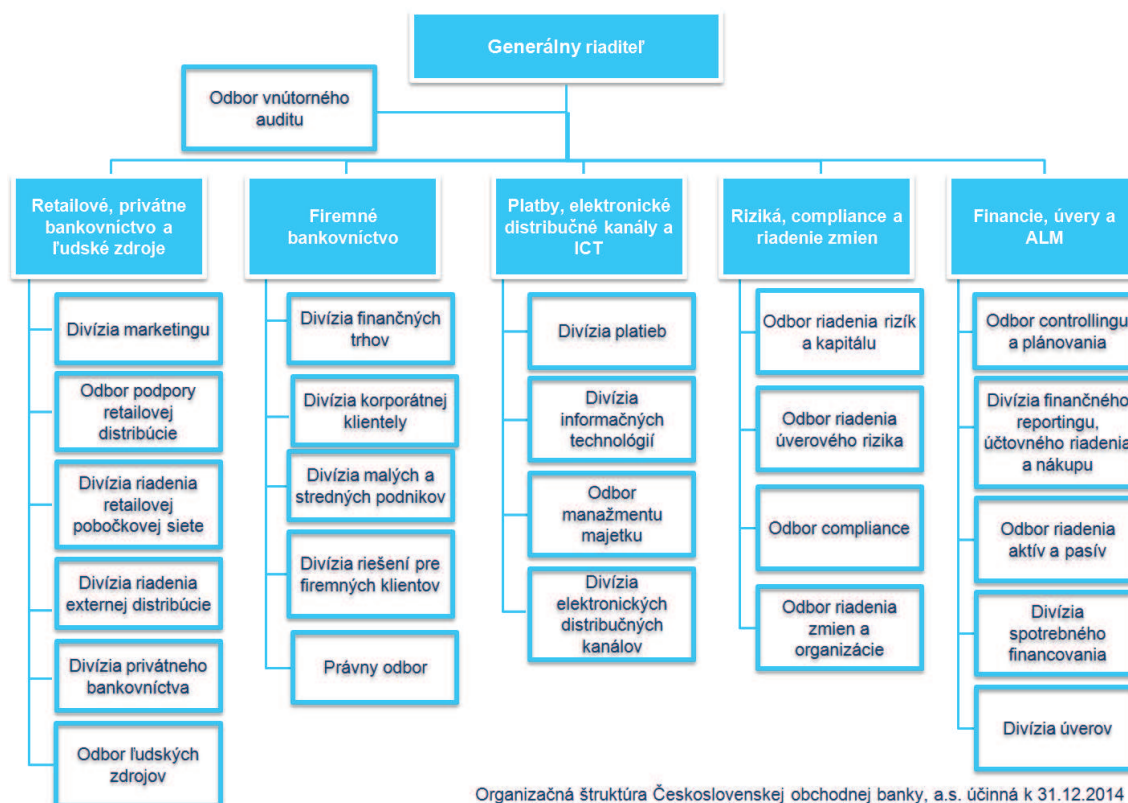 Generálny riaditeľ
Odbor vnútorného
auditu
Retailové, privátne
bankovníctvo a
ľudské zdroje
Divízia marketingu
Odbor podpory
retailovej
distribúcie
Divízia riadenia
retailovej
pobočkovej siete
Divízia riadenia
externej distribúcie
Divízia privátneho
bankovníctva
Odbor ľudských
zdrojov
Firemné
bankovníctvo
Divízia finančných
trhov
Divízia korporátnej
klientely
Divízia malých a
stredných podnikov
Divízia riešení pre
firemných klientov
Právny odbor
Platby, elektronické
distribučné kanály a
ICT
Divízia platieb
Divízia
informačných
technológií
Odbor
manažmentu
majetku
Divízia
elektronických
distribučných
kanálov
Riziká, compliance a
riadenie zmien
Odbor riadenia rizík
a kapitálu
Odbor riadenia
úverového rizika
Odbor compliance
Odbor riadenia
zmien a
organizácie
Financie, úvery a
ALM
Odbor controllingu
a plánovania
Divízia finančného
reportingu,
účtovného riadenia
a nákupu
Odbor riadenia
aktív a pasív
Divízia
spotrebného
financovania
Divízia úverov
Organizačná štruktúra Československej obchodnej banky, a.s. účinná k 31.12.2014